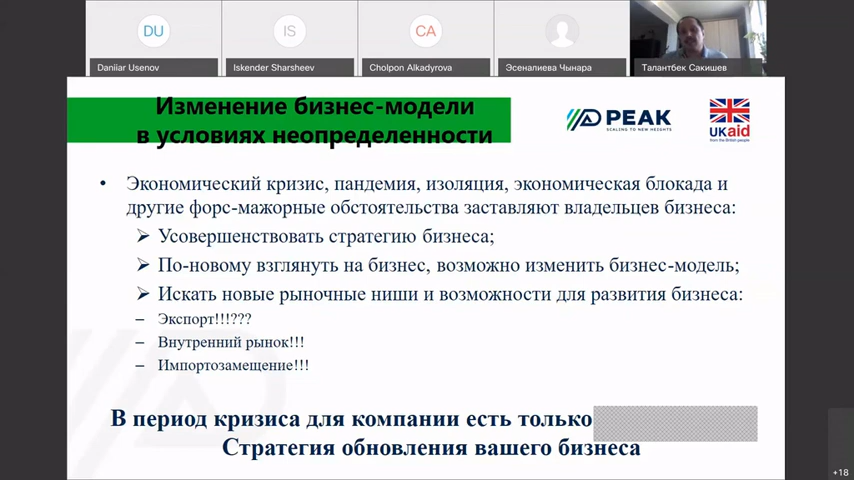 DU
IS
CA
Daniiar Usenov
Iskender Sharsheev
Cholpon Alkadyrova
Эсеналиева Чынара
Талантбек Сакишев
Изменение бизнес-модели
в условиях неопределенности
PEAK
SCALING TO NEW HEIGHTS
UKaid
from the British people
• Экономический кризис, пандемия, изоляция, экономическая блокада и
другие форс-мажорные обстоятельства заставляют владельцев бизнеса:
➢ Усовершенствовать стратегию бизнеса;
➢ По-новому взглянуть на бизнес, возможно изменить бизнес-модель;
➢ Искать новые рыночные ниши и возможности для развития бизнеса:
– Экспорт!!!???
– Внутренний рынок!!!
– Импортозамещение!!!
В период кризиса для компании есть только
Стратегия обновления вашего бизнеса
+18